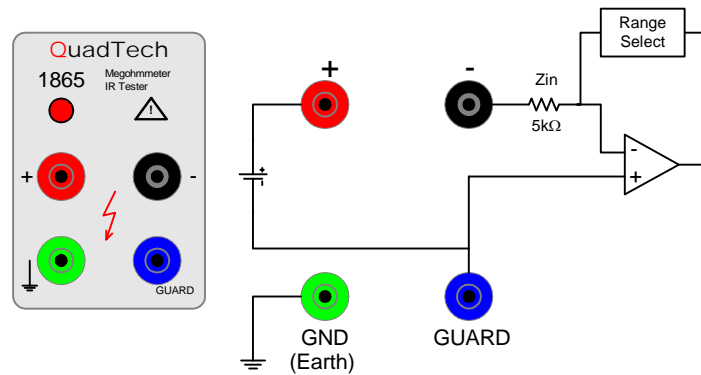 QuadTech
1865
Megohmmeter
IR Tester
!
+
-
GUARD
+
-
+
-
Zin
5kΩ
Range
Select
-
+
GND
(Earth)
GUARD